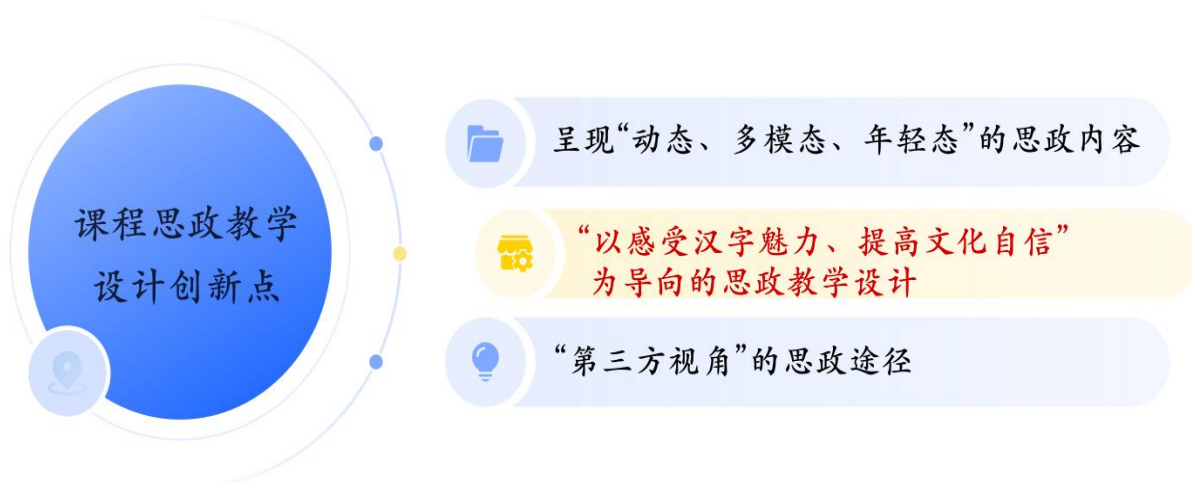 课程思政教学
设计创新点
呈现“动态、多模态、年轻态”的思政内容
“以感受汉字魅力、提高文化自信”
为导向的思政教学设计
“第三方视角”的思政途径